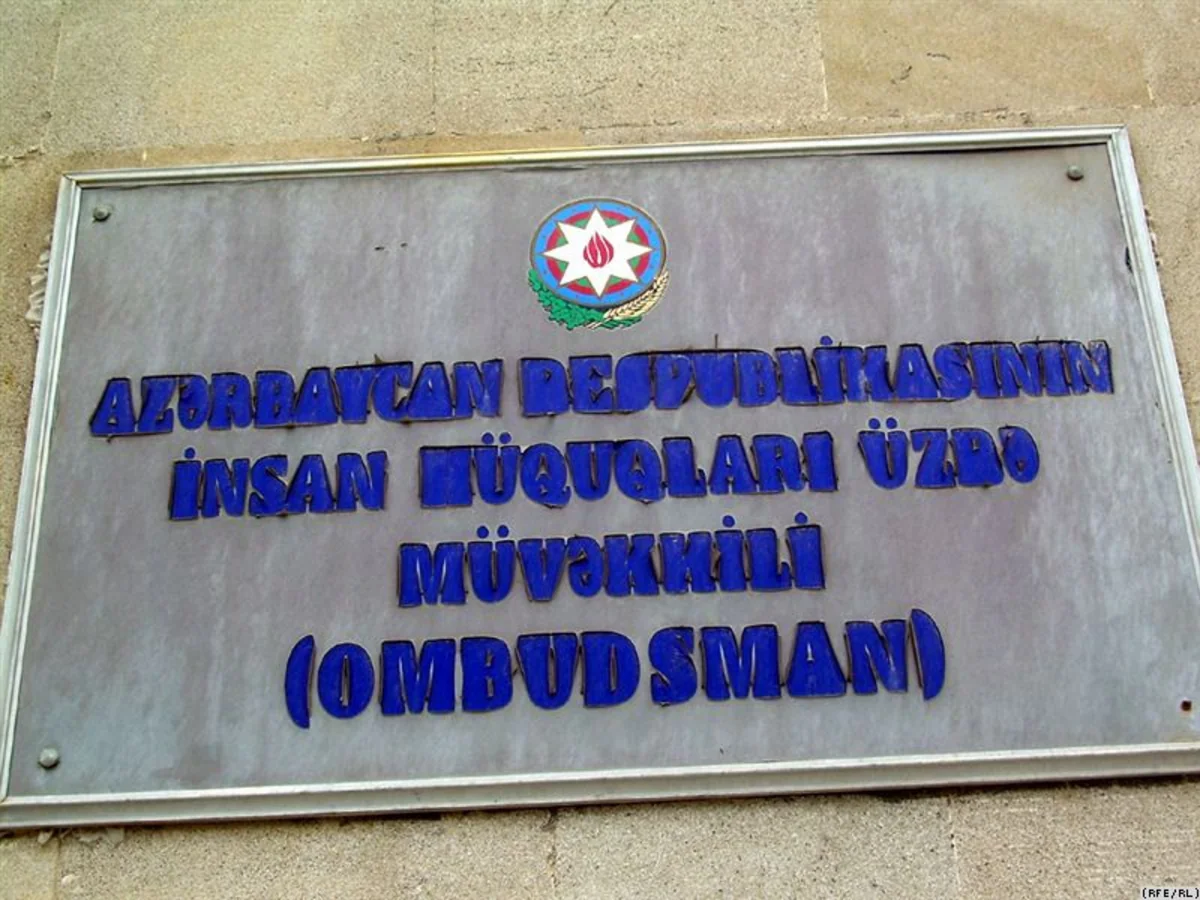 AZƏRBAYCAN RESPUBLİKASININ
İNSAN HÜQUQLARI ÜZRƏ
MÜVƏKKİLİ
(OMBUDSMAN)
(RFE/RL)